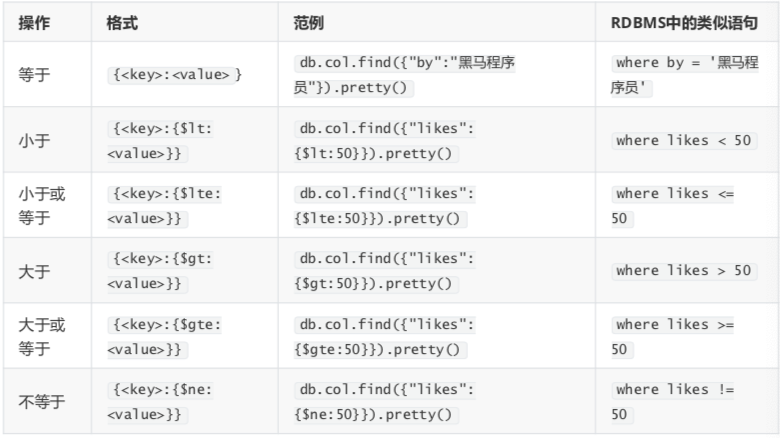 操作 格式 范例 RDBMS中的类似语句
等于 {<key>:<value>} db.col.find({"by":"黑马程序 where by = '黑马程
员"}).pretty() 序员'
小于 {<key>:{$lt: db.col.find({"likes": where likes < 50
<value>}} {$lt:50}}).pretty()
小于或 {<key>:{$lte: db.col.find({"likes": where likes <=
等于 <value>}} {$lte:50}}).pretty() 50
大于 {<key>:{$gt: db.col.find({"likes": where likes > 50
<value>}} {$gt:50}}).pretty()
大于或 {<key>:{$gte: db.col.find({"likes": where likes >=
等于 <value>}} {$gte:50}}).pretty() 50
不等于 {<key>:{$ne: db.col.find({"likes": where likes !=
<value>}} {$ne:50}}).pretty() 50